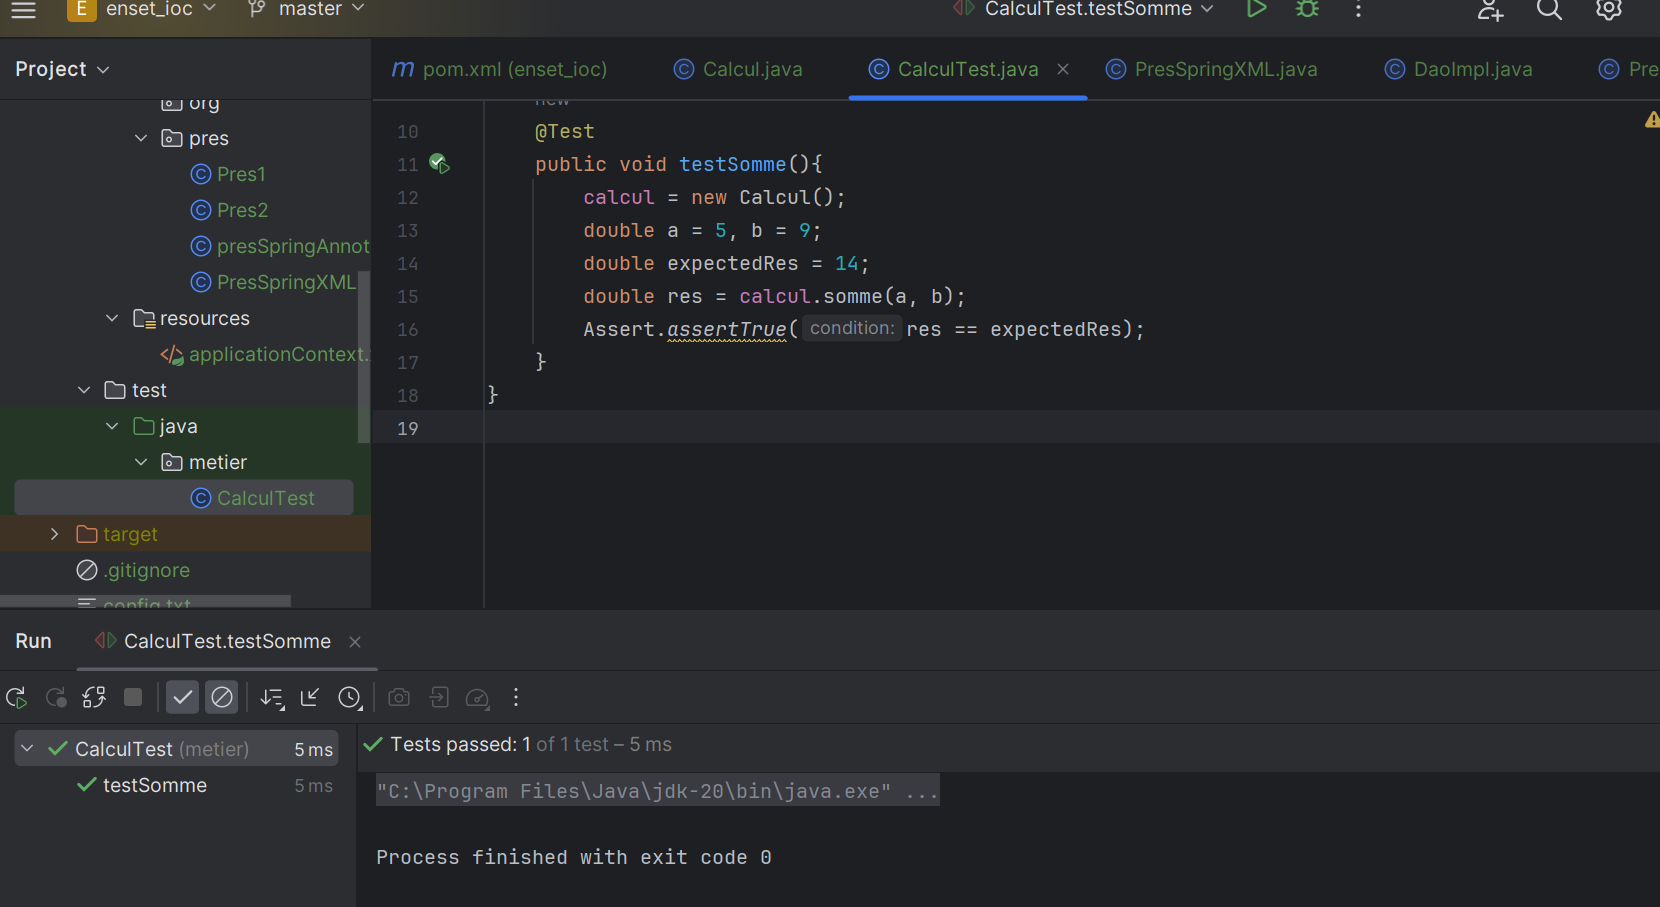 E enset_ioc master CalculTest.testSomme
Project
pom.xml (enset_ioc) Calcul.java CalculTest.java PresSpringXML.java DaoImpl.java Pre
org
pres
Pres1
Pres2
presSpringAnnot
PresSpringXML
resources
applicationContext.
test
java
metier
CalculTest
target
.gitignore
config.txt
new
10 @Test
11 public void testSomme(){
12 calcul = new Calcul();
13 double a = 5, b = 9;
14 double expectedRes = 14;
15 double res = calcul.somme(a, b);
16 Assert.assertTrue( condition: res == expectedRes);
17 }
18 }
19
Run CalculTest.testSomme
CalculTest (metier) 5 ms
testSomme 5 ms
Tests passed: 1 of 1 test – 5 ms
"C:\Program Files\Java\jdk-20\bin\java.exe" ...
Process finished with exit code 0